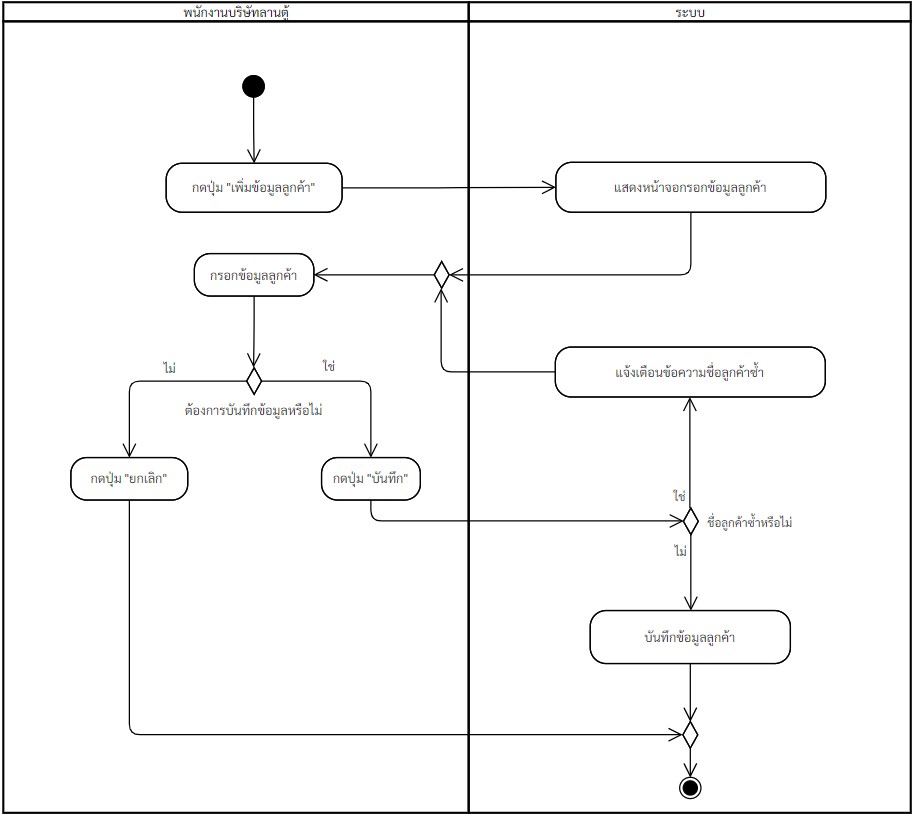 พนักงานบริษัทลานตู้
ระบบ
กดปุ่ม "เพิ่มข้อมูลลูกค้า"
แสดงหน้าจอกรอกข้อมูลลูกค้า
กรอกข้อมูลลูกค้า
ไม่
ใช่
แจ้งเตือนข้อความชื่อลูกค้าซ้ำ
ต้องการบันทึกข้อมูลหรือไม่
กดปุ่ม "ยกเลิก"
กดปุ่ม "บันทึก"
ใช่
ชื่อลูกค้าซ้ำหรือไม่
ไม่
บันทึกข้อมูลลูกค้า